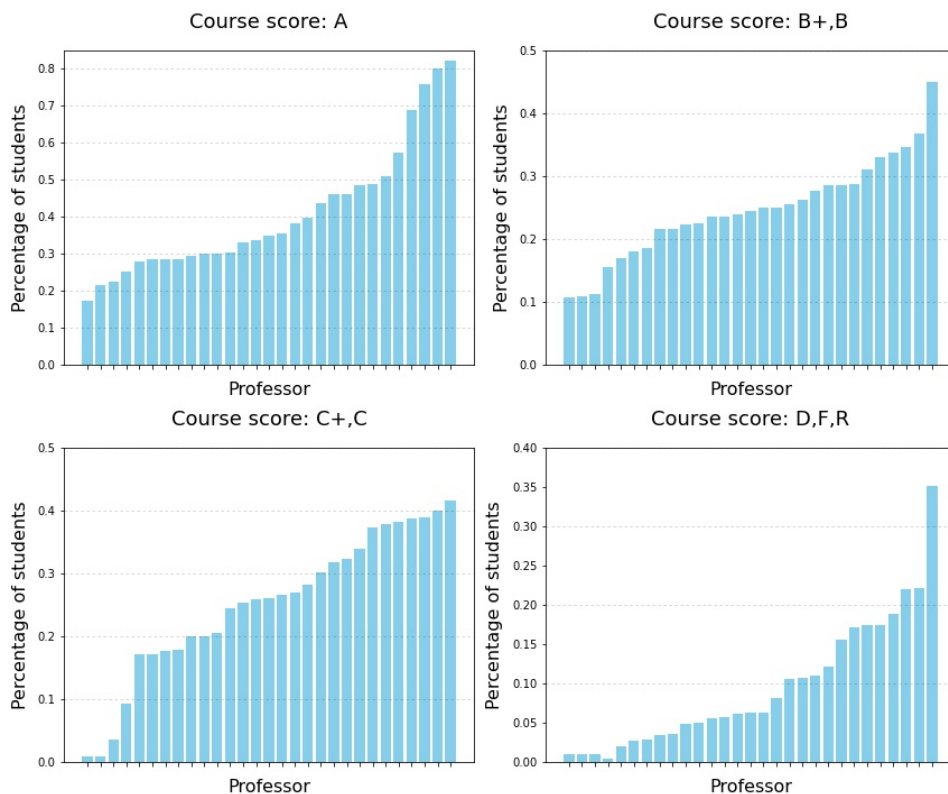 Course score: A
Percentage of students
0.8
0.7
0.6
0.5
0.4
0.3
0.2
0.1
0.0
Professor
Course score: B+,B
Percentage of students
0.5
0.4
0.3
0.2
0.1
0.0
Professor
Course score: C+,C
Percentage of students
0.5
0.4
0.3
0.2
0.1
0.0
Professor
Course score: D,F,R
Percentage of students
0.40
0.35
0.30
0.25
0.20
0.15
0.10
0.05
0.00
Professor